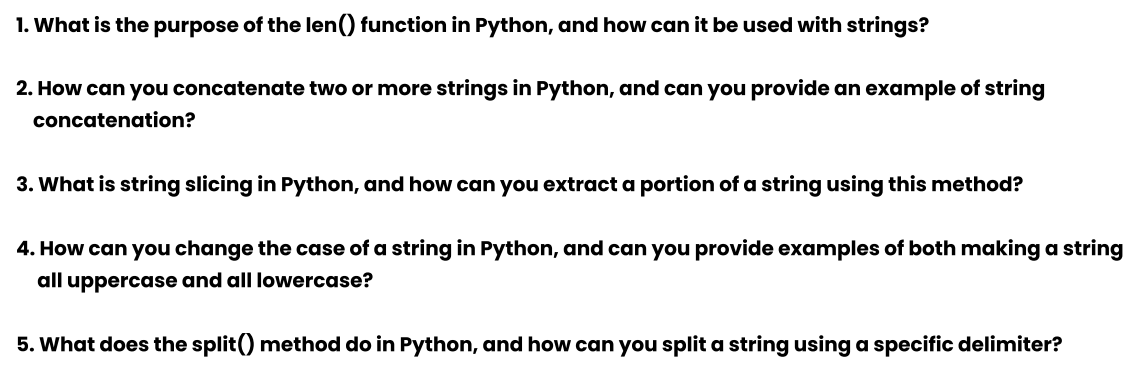 1. What is the purpose of the len() function in Python, and how can it be used with strings?
2. How can you concatenate two or more strings in Python, and can you provide an example of string
concatenation?
3. What is string slicing in Python, and how can you extract a portion of a string using this method?
4. How can you change the case of a string in Python, and can you provide examples of both making a string
all uppercase and all lowercase?
5. What does the split() method do in Python, and how can you split a string using a specific delimiter?